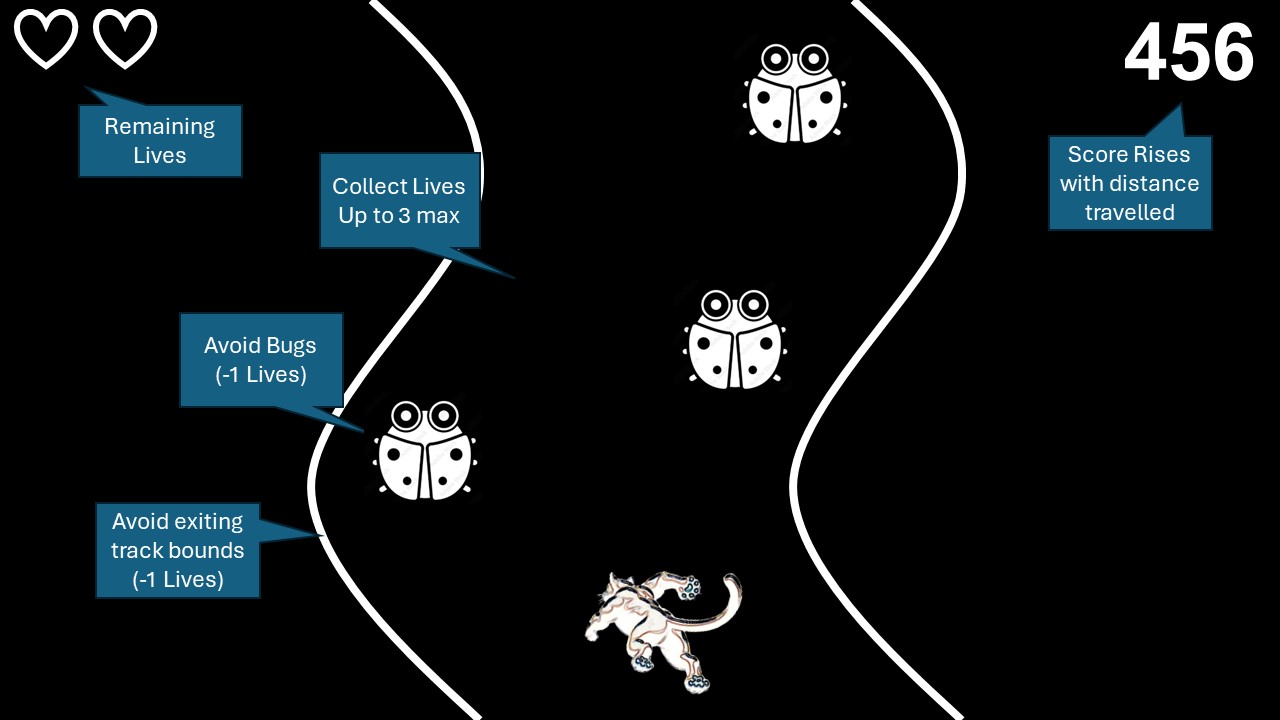 456
Remaining
Lives
Collect Lives
Up to 3 max
Score Rises
with distance
travelled
Avoid Bugs
(-1 Lives)
Avoid exiting
track bounds
(-1 Lives)